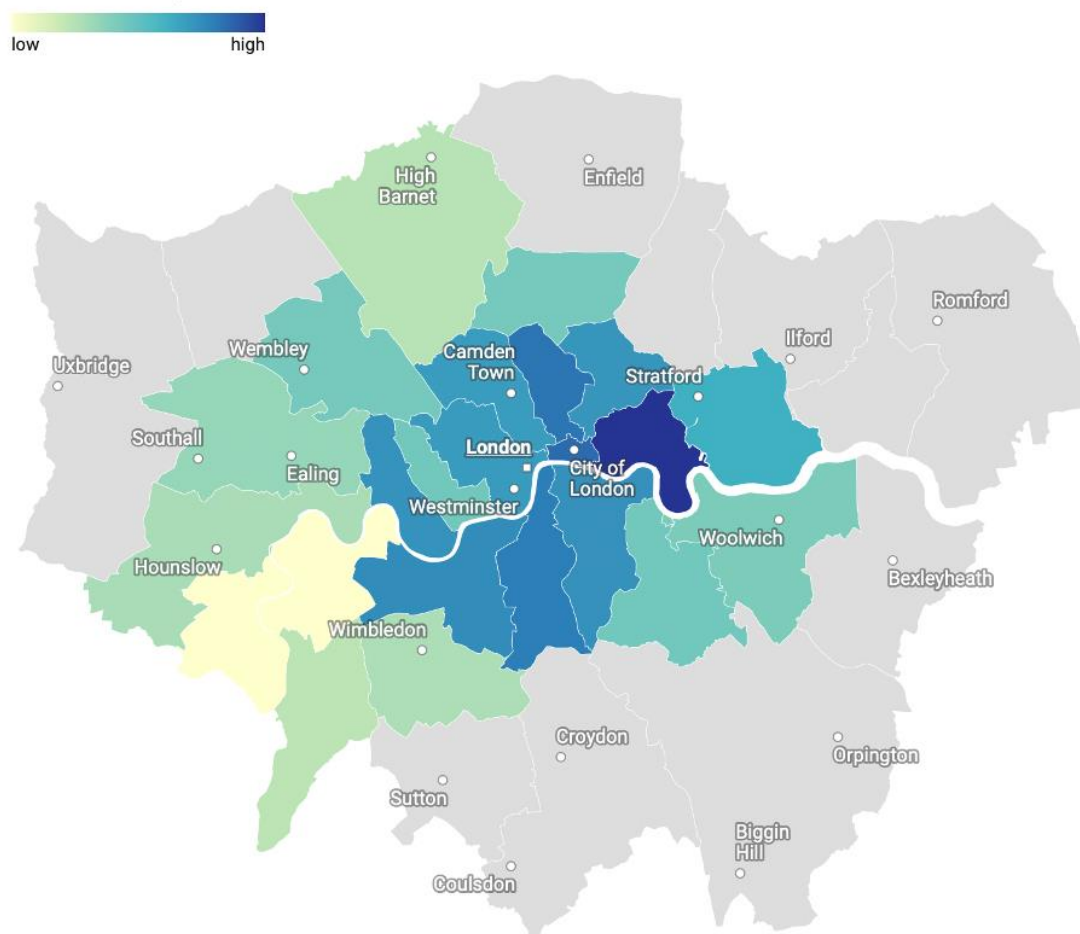 low high
High
Barnet
Enfield
Romford
Ilford
Wembley
Camden
Town
Uxbridge
Stratford
Southall
London
Ealing
City of
London
Westminster
Woolwich
Hounslow
Bexleyheath
Wimbledon
Croydon
Orpington
Sutton
Biggin
Hill
Coulsdon